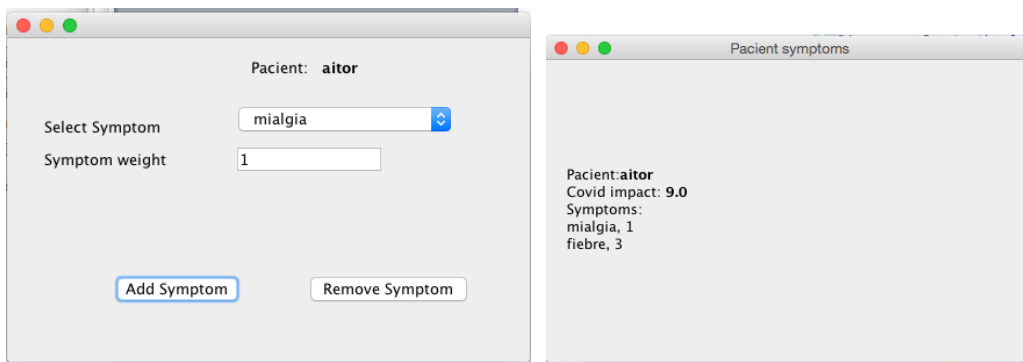 Pacient: aitor
Select Symptom
mialgia
Symptom weight
1
Add Symptom
Remove Symptom
Pacient symptoms
Pacient:aitor
Covid impact: 9.0
Symptoms:
mialgia, 1
fiebre, 3